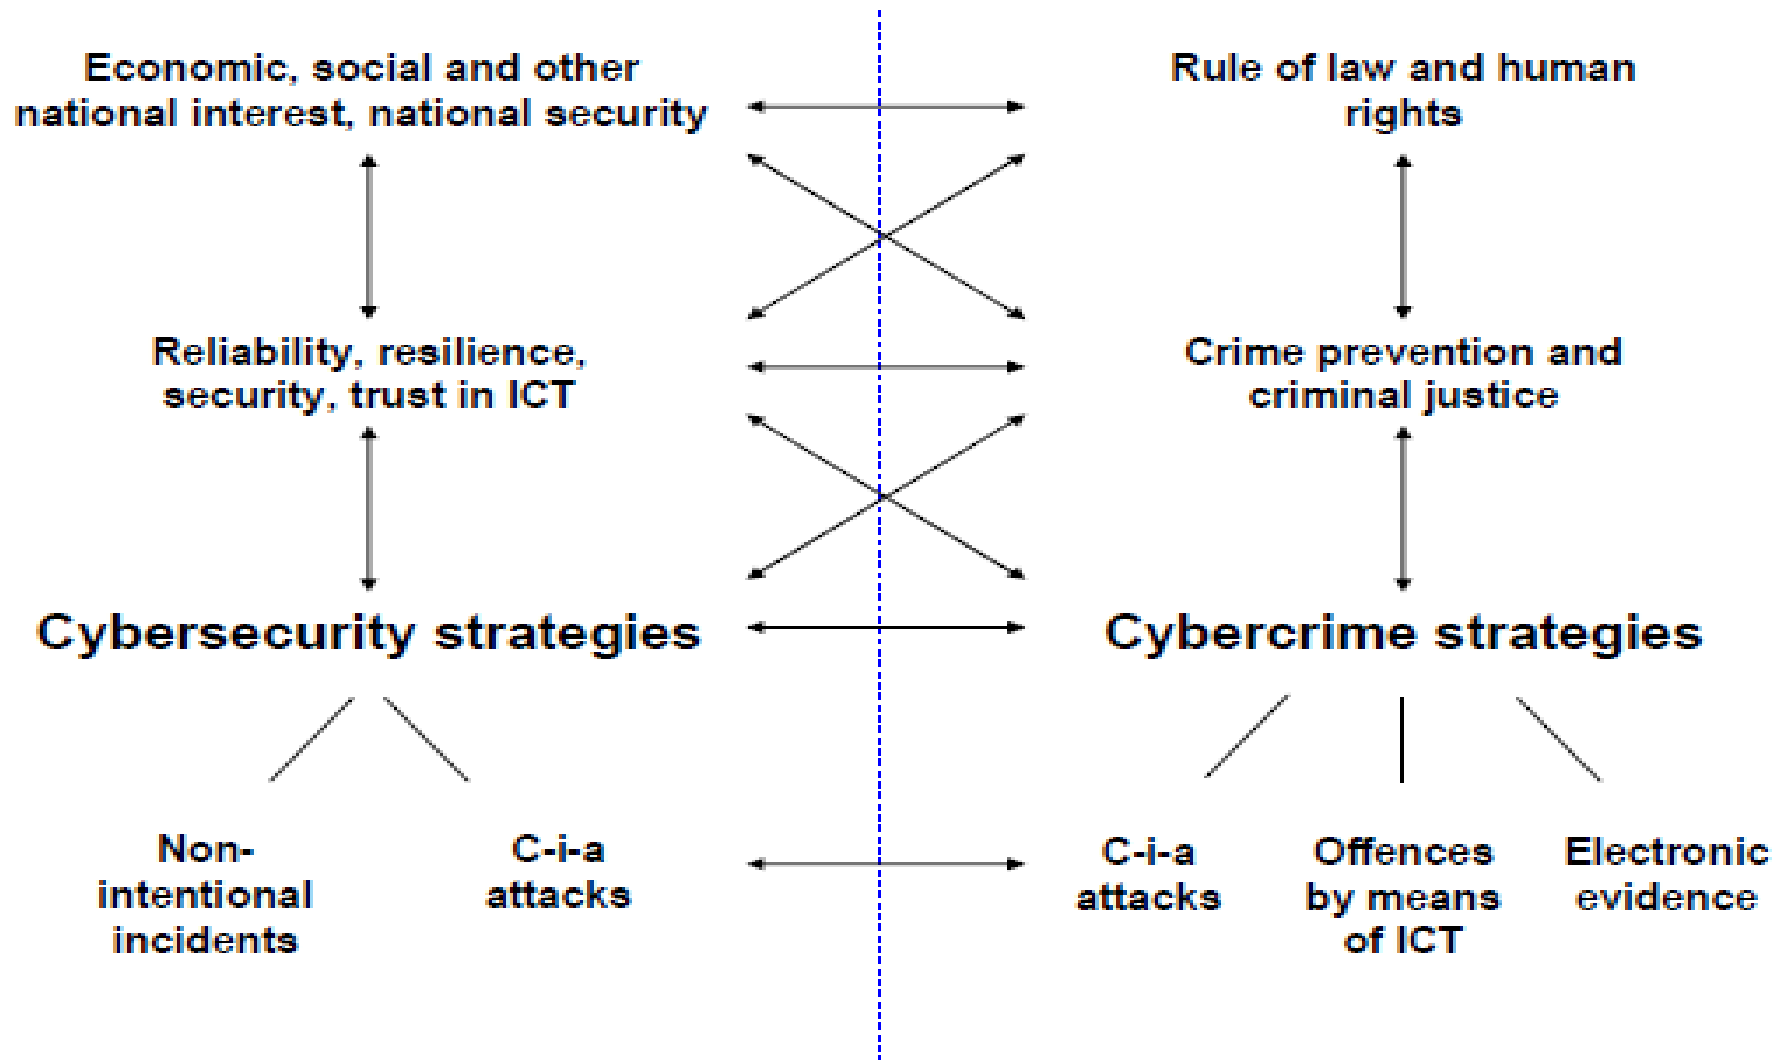 Economic, social and other
national interest, national security
Rule of law and human
rights
Reliability, resilience,
security, trust in ICT
Crime prevention and
criminal justice
Cybersecurity strategies
Cybercrime strategies
Non-
intentional
incidents
C-i-a
attacks
C-i-a
attacks
Offences
by means
of ICT
Electronic
evidence